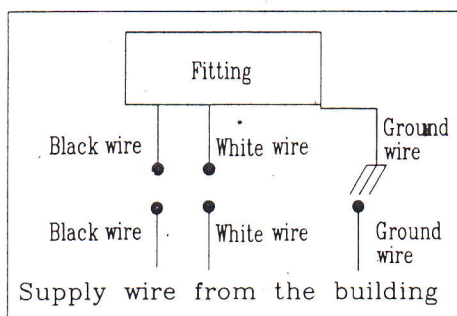 Fitting
Black wire
White wire
Ground
wire
Black wire
White wire
Ground
wire
Supply wire from the building